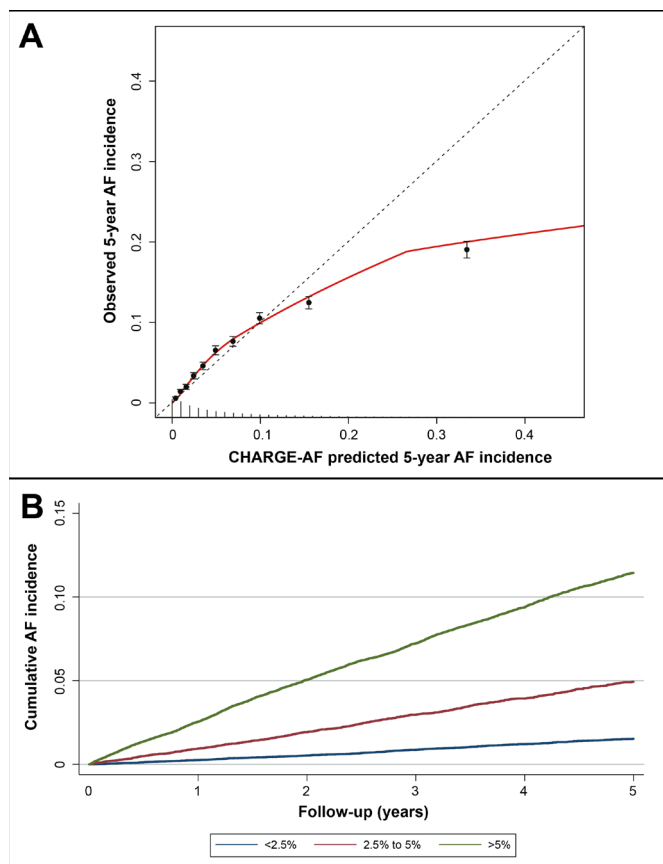 A
Observed 5-year AF incidence
0.4
0.3
0.2
0.1
0
0 0.1 0.2 0.3 0.4
CHARGE-AF predicted 5-year AF incidence
B
Cumulative AF incidence
0.15
0.10
0.05
0
0 1 2 3 4 5
Follow-up (years)
<2.5% 2.5% to 5% >5%